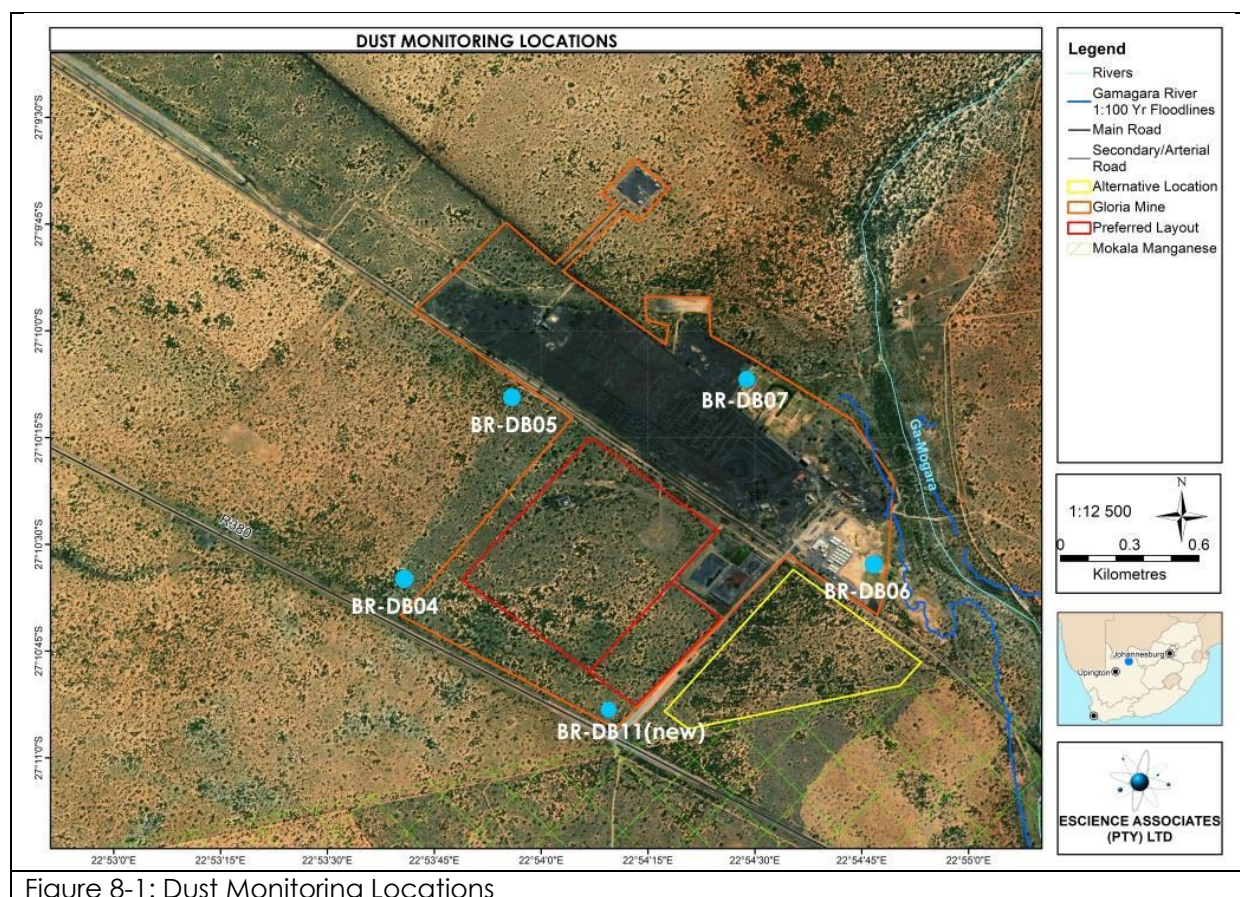 DUST MONITORING LOCATIONS
27°9'30"S
27°9'45"S
27°10'0"S
27°10'15"S
27°10'30"S
27°10'45"S
27°11'0"S
BR-DB07
BR-DB05
Ga-Mogara
R380
BR-DB04
BR-DB06
BR-DB11(new)
22°53'0"E
22°53'15"E
22°53'30"E
22°53'45"E
22°54'0"E
22°54'15"E
22°54'30"E
22°54'45"E
22°55'0"E
Legend
Rivers
Gamagara River
1:100 Yr Floodlines
Main Road
Secondary/Arterial
Road
Alternative Location
Gloria Mine
Preferred Layout
Mokala Manganese
N
1:12 500
0 0.3 0.6
Kilometres
Johannesburg
Upington
ESCIENCE ASSOCIATES
(PTY) LTD
Figure 8-1: Dust Monitoring Locations